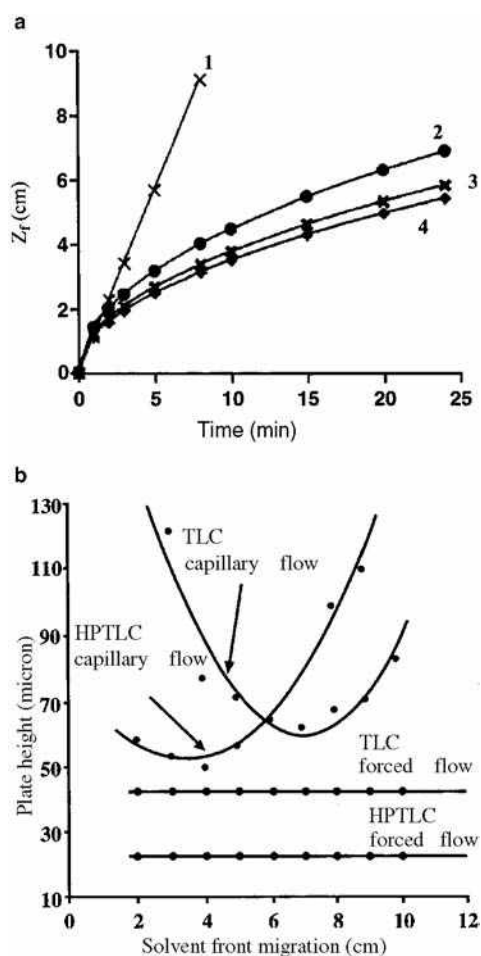 a
10
8
6
4
2
0
Z_f (cm)
0 5 10 15 20 25
Time (min)
1
2
3
4
b
130
110
90
70
50
30
10
Plate height (micron)
TLC
capillary flow
HPTLC
capillary flow
TLC
forced flow
HPTLC
forced flow
0 2 4 6 8 10 12
Solvent front migration (cm)